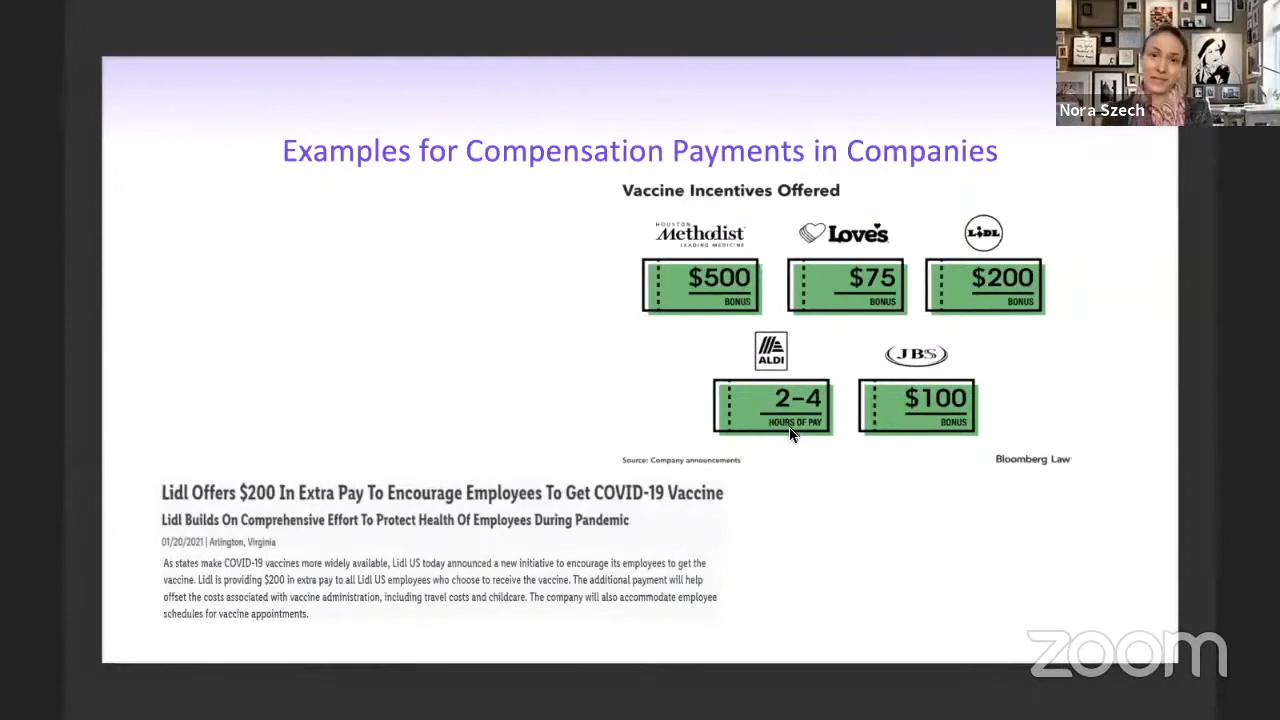 Nora Szech
Examples for Compensation Payments in Companies
Vaccine Incentives Offered
HOUSTON
Methodist
LEADING MEDICINE
Love's
LiDL
$500
BONUS
$75
BONUS
$200
BONUS
ALDI
JBS
2–4
HOURS OF PAY
$100
BONUS
Source: Company announcements
Bloomberg Law
Lidl Offers $200 In Extra Pay To Encourage Employees To Get COVID-19 Vaccine
Lidl Builds On Comprehensive Effort To Protect Health Of Employees During Pandemic
01/20/2021 | Arlington, Virginia
As states make COVID-19 vaccines more widely available, Lidl US today announced a new initiative to encourage its employees to get the
vaccine. Lidl is providing $200 in extra pay to all Lidl US employees who choose to receive the vaccine. The additional payment will help
offset the costs associated with vaccine administration, including travel costs and childcare. The company will also accommodate employee
schedules for vaccine appointments.
zoom